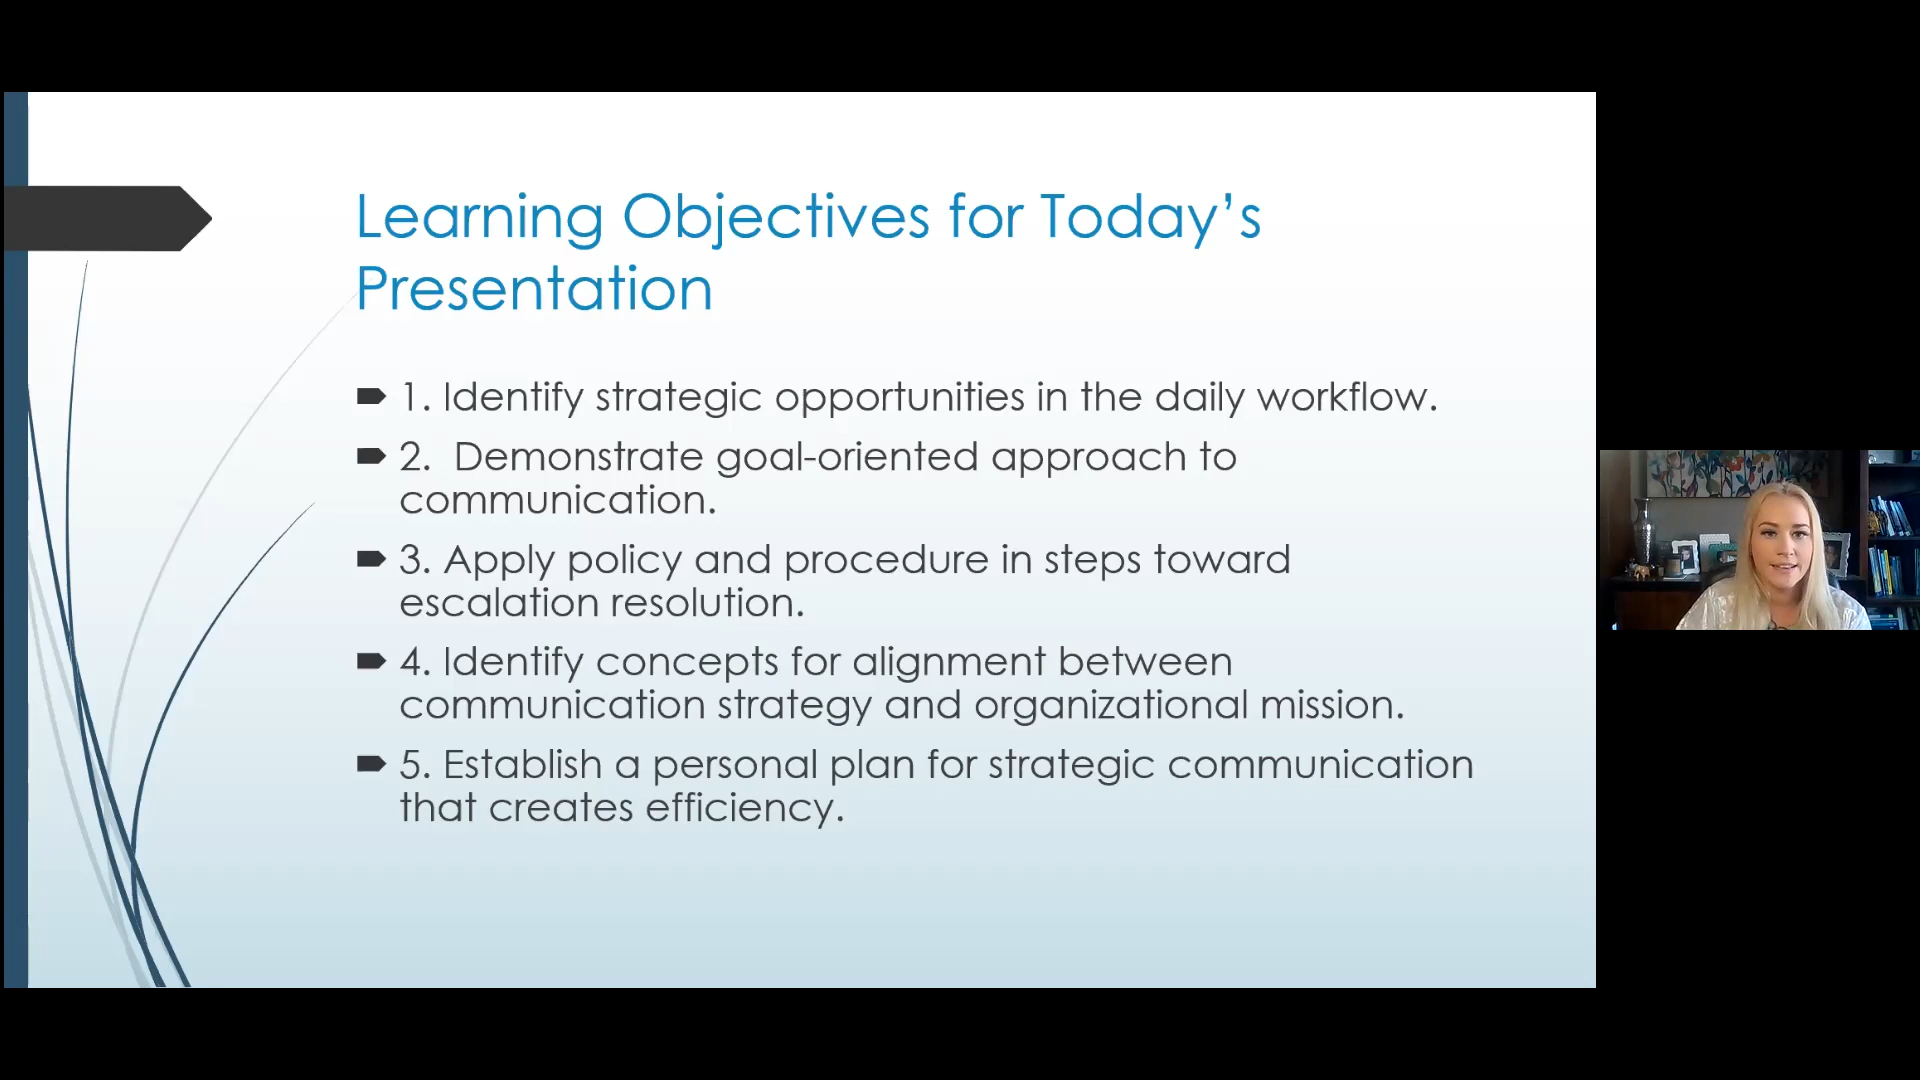 Learning Objectives for Today’s
Presentation
1. Identify strategic opportunities in the daily workflow.
2.  Demonstrate goal-oriented approach to
communication.
3. Apply policy and procedure in steps toward
escalation resolution.
4. Identify concepts for alignment between
communication strategy and organizational mission.
5. Establish a personal plan for strategic communication
that creates efficiency.